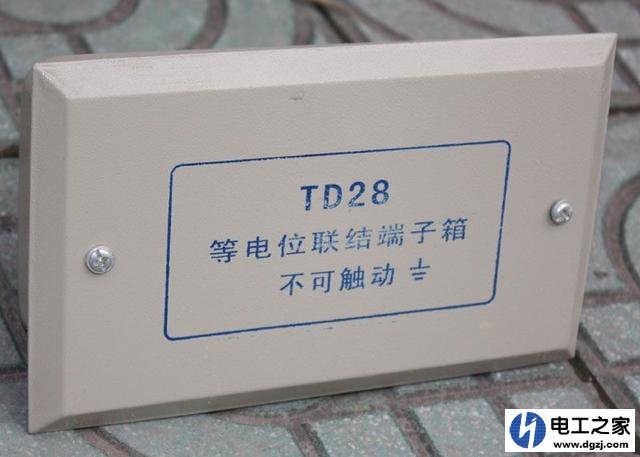 TD28
等电位联结端子箱
不可触动 ⏚
电工之家
www.dgzj.com